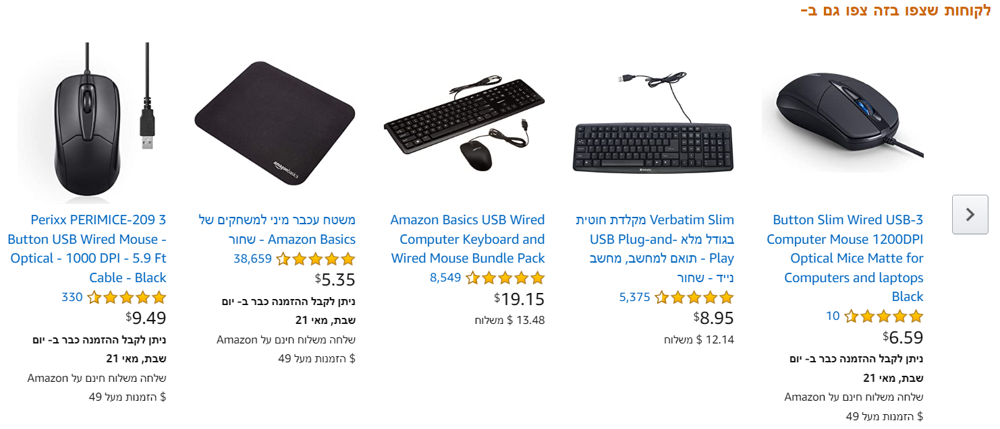 לקוחות שצפו בזה צפו גם ב-
Button Slim Wired USB-3
Computer Mouse 1200DPI
Optical Mice Matte for
Computers and laptops
Black
10
$6.59
ניתן לקבל ההזמנה כבר ב- יום
שבת, מאי 21
שלחה משלוח חינם על Amazon
$ הזמנות מעל 49
Verbatim Slim מקלדת חוטית
בגודל מלא USB Plug-and-
Play - תואם למחשב, מחשב
נייד - שחור
5,375
$8.95
12.14 $ משלוח
Amazon Basics USB Wired
Computer Keyboard and
Wired Mouse Bundle Pack
8,549
$19.15
13.48 $ משלוח
amazonbasics
משטח עכבר מיני למשחקים של
Amazon Basics - שחור
38,659
$5.35
ניתן לקבל ההזמנה כבר ב- יום
שבת, מאי 21
שלחה משלוח חינם על Amazon
$ הזמנות מעל 49
Perixx PERIMICE-209 3
Button USB Wired Mouse -
Optical - 1000 DPI - 5.9 Ft
Cable - Black
330
$9.49
ניתן לקבל ההזמנה כבר ב- יום
שבת, מאי 21
שלחה משלוח חינם על Amazon
$ הזמנות מעל 49